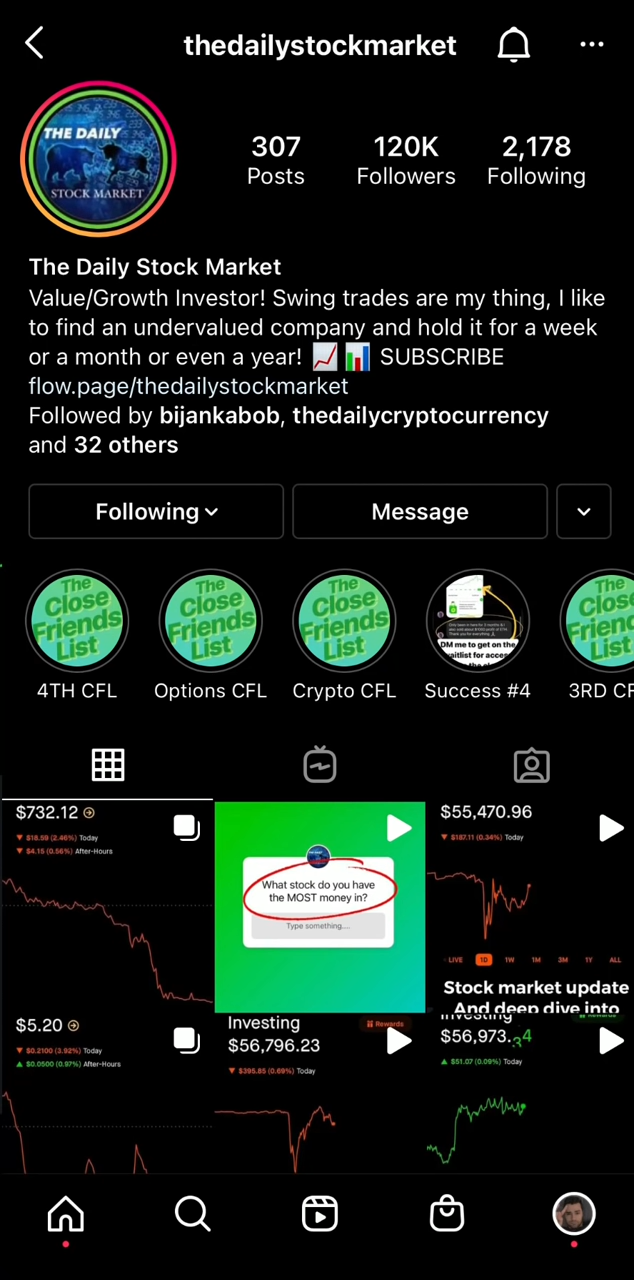 thedailystockmarket
THE DAILY
STOCK MARKET
307
Posts
120K
Followers
2,178
Following
The Daily Stock Market
Value/Growth Investor! Swing trades are my thing, I like
to find an undervalued company and hold it for a week
or a month or even a year! 📈 📊 SUBSCRIBE
flow.page/thedailystockmarket
Followed by bijankabob, thedailycryptocurrency
and 32 others
Following
Message
The
Close
Friends
List
The
Close
Friends
List
The
Close
Friends
List
DM me to get on the
The
4TH CFL
Options CFL
Crypto CFL
Success #4
3RD CF
$732.12
▼ $18.59 (2.46%) Today
▼ $4.15 (0.56%) After-Hours
What stock do you have
the MOST money in?
Type something...
$55,470.96
▼ $187.11 (0.34%) Today
LIVE 1D 1W 1M 3M 1Y ALL
Stock market update
And deep dive into
$5.20
▼ $0.2100 (3.92%) Today
▲ $0.0500 (0.97%) After-Hours
Investing
Rewards
$56,796.23
▼ $395.85 (0.69%) Today
Investing
$56,973.34
▲ $51.07 (0.09%) Today